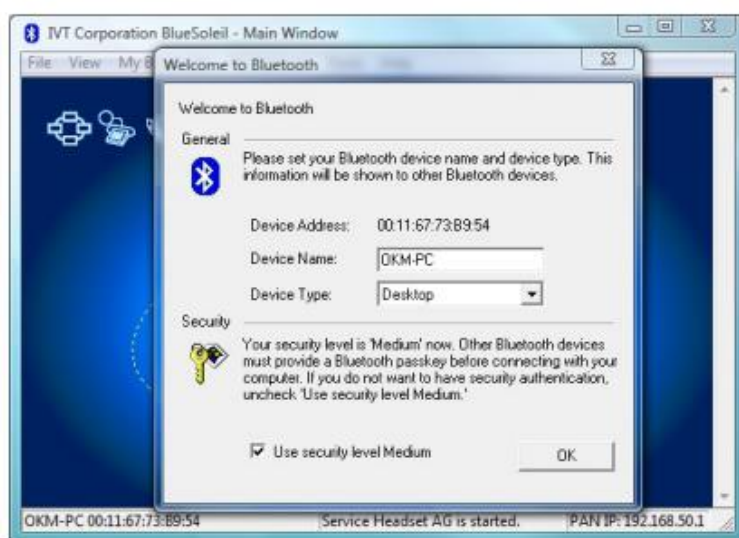 IVT Corporation BlueSoleil - Main Window
File View My B
Welcome to Bluetooth
Welcome to Bluetooth
General
Please set your Bluetooth device name and device type. This
information will be shown to other Bluetooth devices.
Device Address: 00:11:67:73:B9:54
Device Name: OKM-PC
Device Type: Desktop
Security
Your security level is 'Medium' now. Other Bluetooth devices
must provide a Bluetooth passkey before connecting with your
computer. If you do not want to have security authentication,
uncheck 'Use security level Medium.'
Use security level Medium
OK
OKM-PC 00:11:67:73:B9:54 Service Headset AG is started. PAN IP: 192.168.50.1